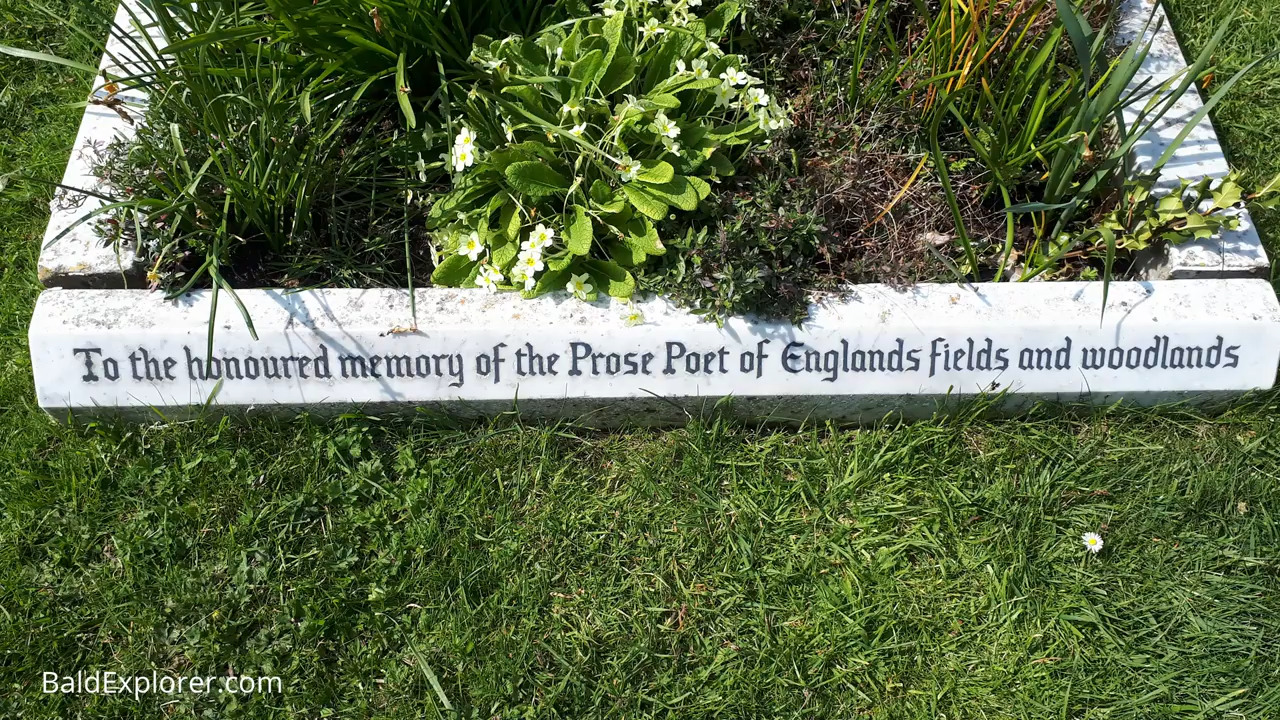 To the honoured memory of the Prose Poet of Englands fields and woodlands
BaldExplorer.com